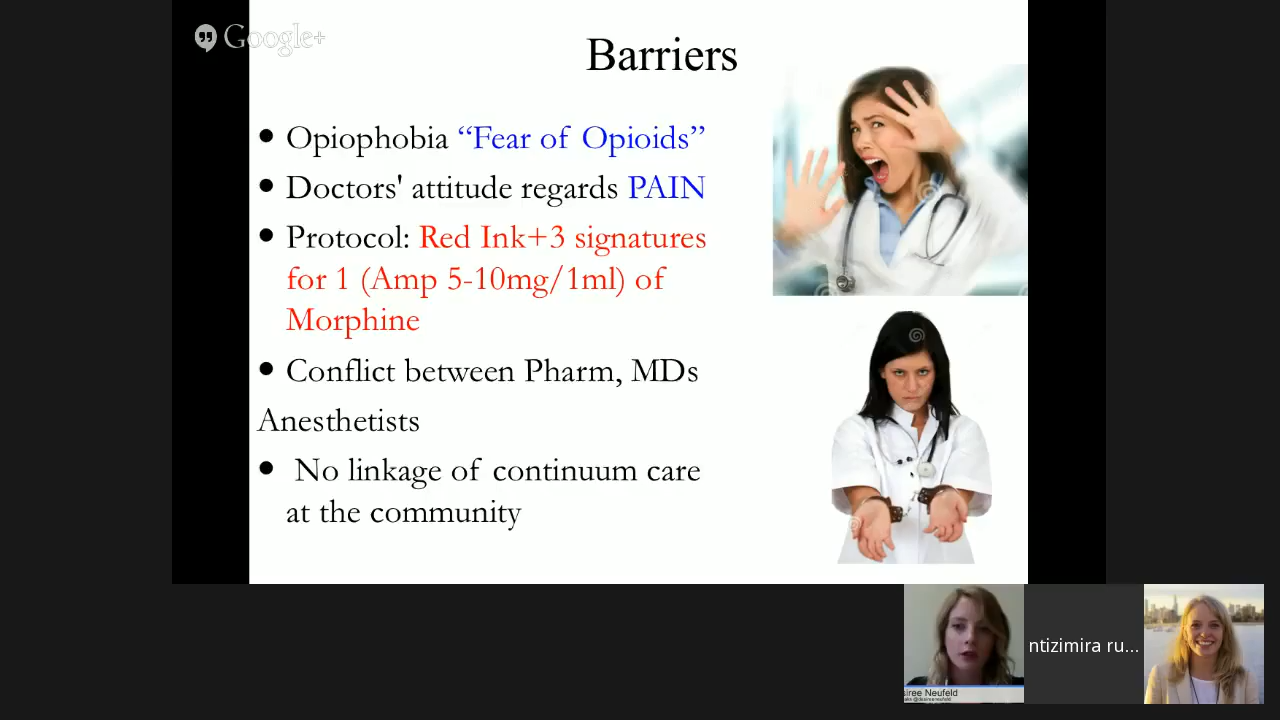 Google+
Barriers
• Opiophobia “Fear of Opioids”
• Doctors' attitude regards PAIN
• Protocol: Red Ink+3 signatures
for 1 (Amp 5-10mg/1ml) of
Morphine
• Conflict between Pharm, MDs
Anesthetists
• No linkage of continuum care
at the community
siree Neufeld
ntizimira ru...